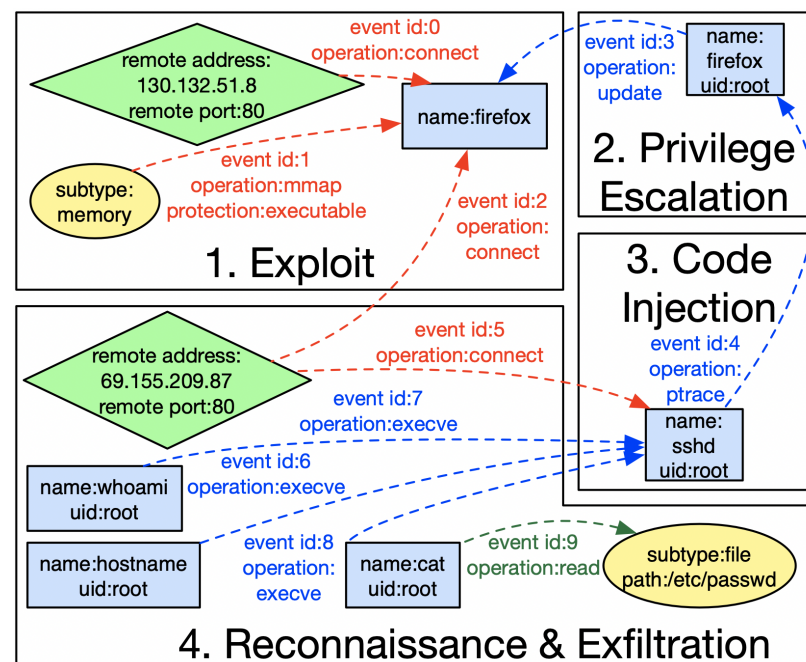 remote address:
130.132.51.8
remote port:80
event id:0
operation:connect
name:firefox
subtype:
memory
event id:1
operation:mmap
protection:executable
event id:2
operation:
connect
1. Exploit
event id:3
operation:
update
name:
firefox
uid:root
2. Privilege
Escalation
3. Code
Injection
event id:4
operation:
ptrace
name:
sshd
uid:root
remote address:
69.155.209.87
remote port:80
event id:5
operation:connect
event id:7
operation:execve
name:whoami
uid:root
event id:6
operation:execve
name:hostname
uid:root
event id:8
operation:
execve
name:cat
uid:root
event id:9
operation:read
subtype:file
path:/etc/passwd
4. Reconnaissance & Exfiltration